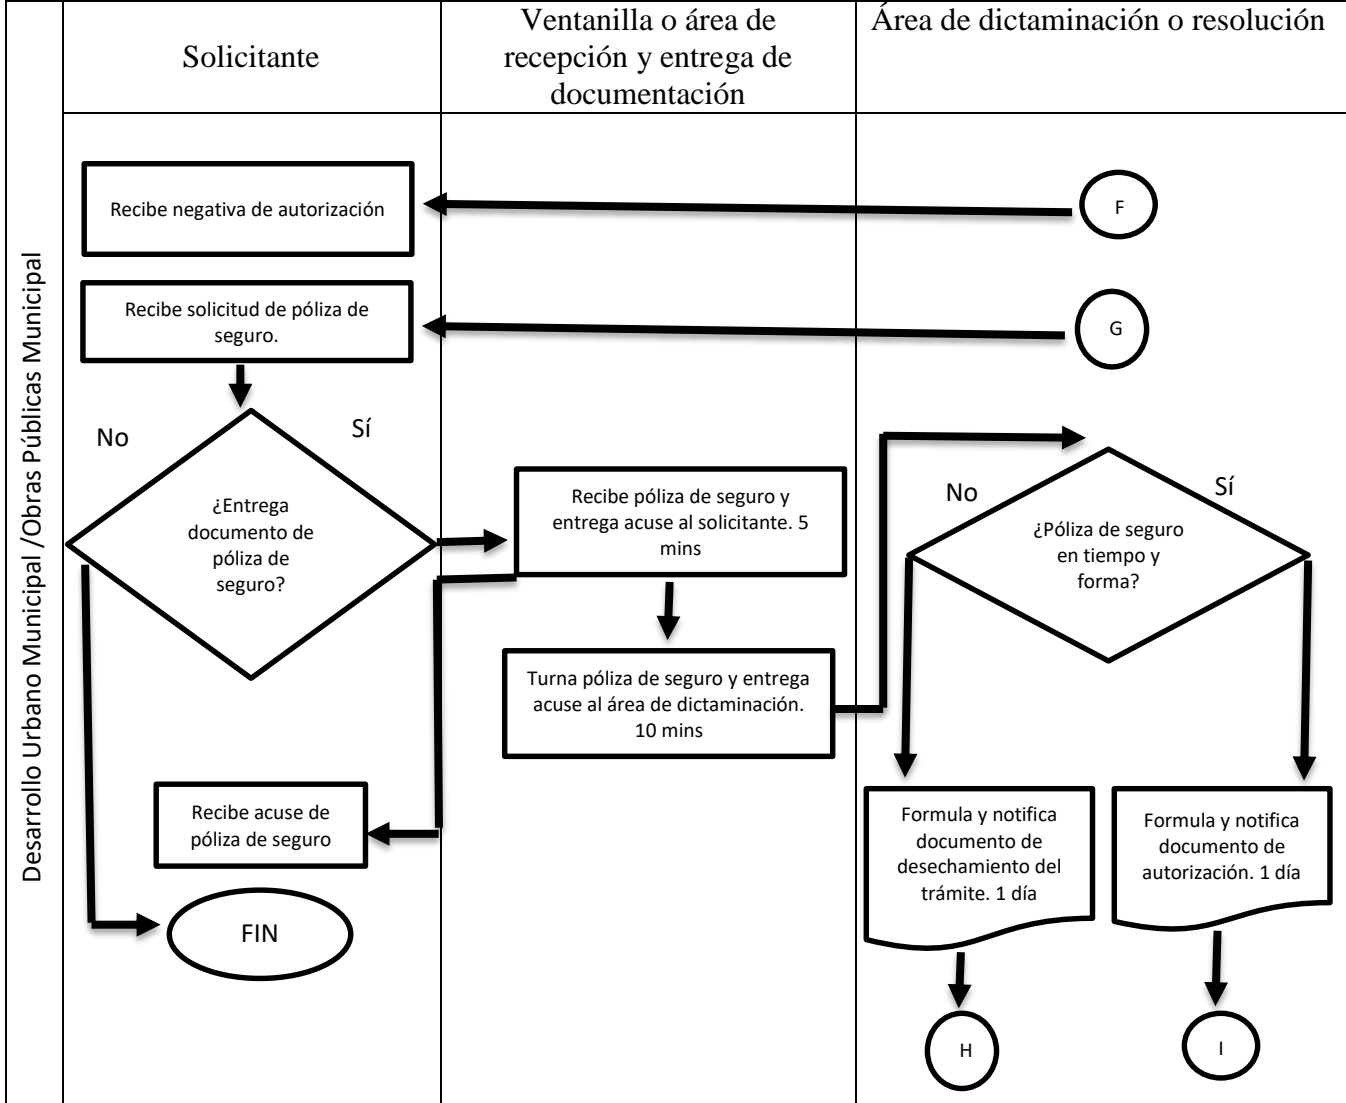 Desarrollo Urbano Municipal /Obras Públicas Municipal
Solicitante
Ventanilla o área de
recepción y entrega de
documentación
Área de dictaminación o resolución
Recibe negativa de autorización
F
Recibe solicitud de póliza de
seguro.
G
No
Sí
¿Entrega
documento de
póliza de
seguro?
Recibe póliza de seguro y
entrega acuse al solicitante. 5
mins
No
Sí
¿Póliza de seguro
en tiempo y
forma?
Turna póliza de seguro y entrega
acuse al área de dictaminación.
10 mins
Recibe acuse de
póliza de seguro
Formula y notifica
documento de
desechamiento del
trámite. 1 día
Formula y notifica
documento de
autorización. 1 día
FIN
H
I